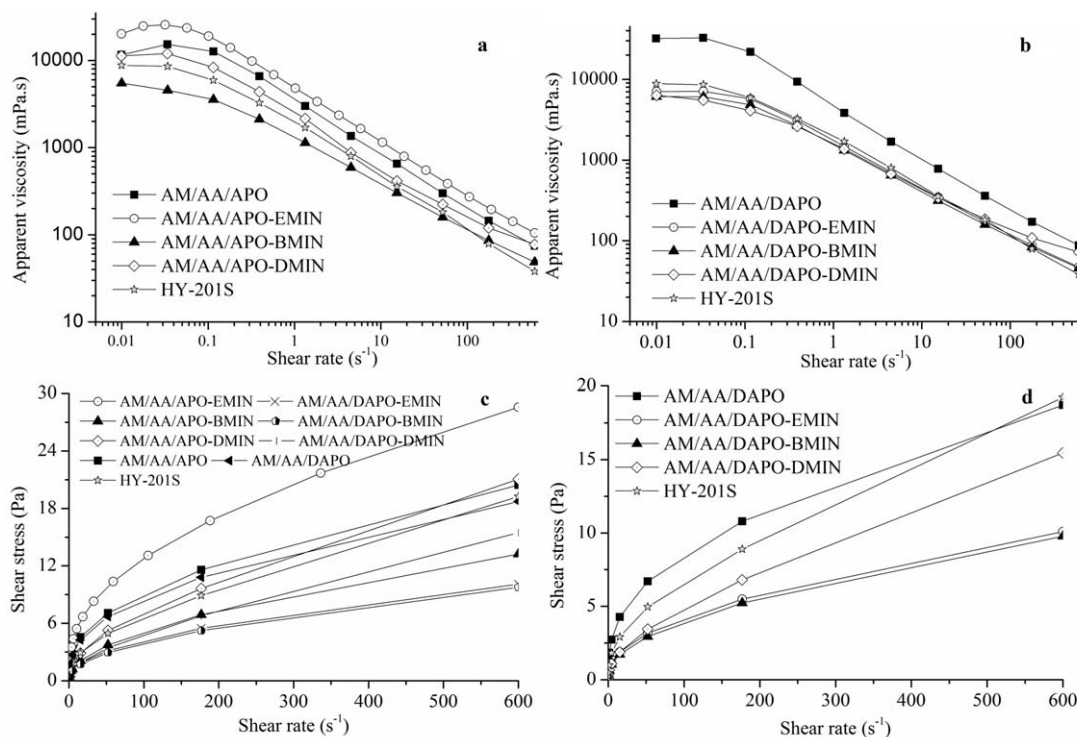 a
Apparent viscosity (mPa.s)
10000
1000
100
10
AM/AA/APO
AM/AA/APO-EMIN
AM/AA/APO-BMIN
AM/AA/APO-DMIN
HY-201S
0.01 0.1 1 10 100
Shear rate (s⁻¹)
b
Apparent viscosity (mPa.s)
10000
1000
100
10
AM/AA/DAPO
AM/AA/DAPO-EMIN
AM/AA/DAPO-BMIN
AM/AA/DAPO-DMIN
HY-201S
0.01 0.1 1 10 100
Shear rate (s⁻¹)
c
Shear stress (Pa)
30
24
18
12
6
0
AM/AA/APO-EMIN AM/AA/DAPO-EMIN
AM/AA/APO-BMIN AM/AA/DAPO-BMIN
AM/AA/APO-DMIN AM/AA/DAPO-DMIN
AM/AA/APO AM/AA/DAPO
HY-201S
0 100 200 300 400 500 600
Shear rate (s⁻¹)
d
Shear stress (Pa)
20
15
10
5
0
AM/AA/DAPO
AM/AA/DAPO-EMIN
AM/AA/DAPO-BMIN
AM/AA/DAPO-DMIN
HY-201S
0 100 200 300 400 500 600
Shear rate (s⁻¹)